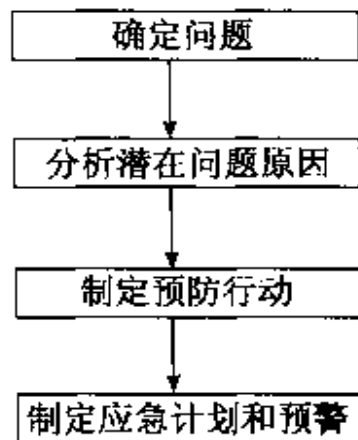 确定问题
分析潜在问题原因
制定预防行动
制定应急计划和预警